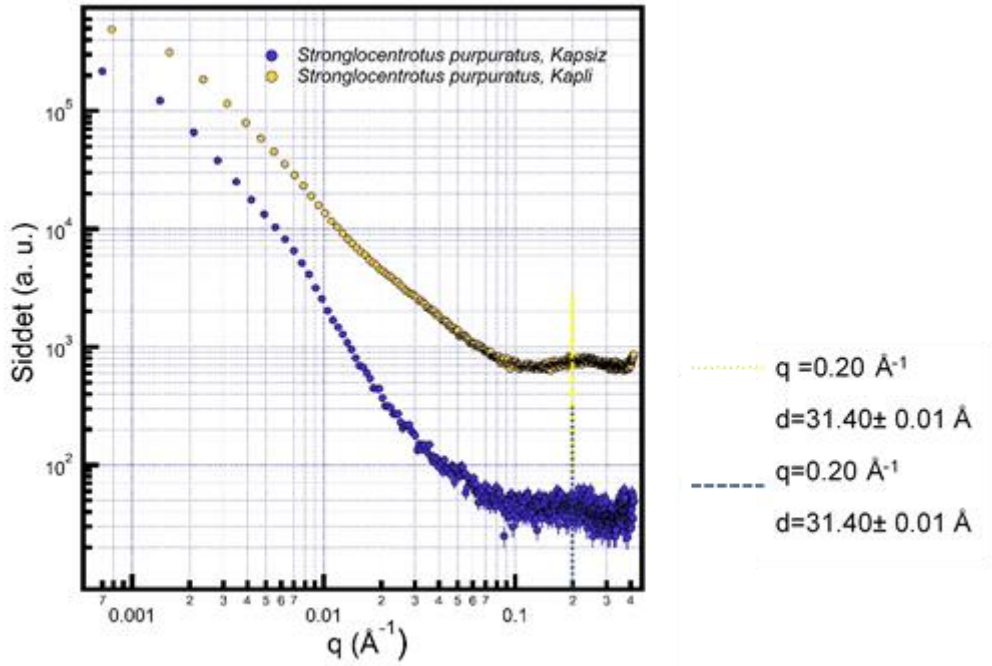 Stronglocentrotus purpuratus, Kapsiz
Stronglocentrotus purpuratus, Kapli
10⁵
10⁴
10³
10²
Siddet (a. u.)
7 0.001 2 3 4 5 6 7 0.01 2 3 4 5 6 7 0.1 2 3 4
q (Å⁻¹)
q =0.20 Å⁻¹
d=31.40± 0.01 Å
q=0.20 Å⁻¹
d=31.40± 0.01 Å